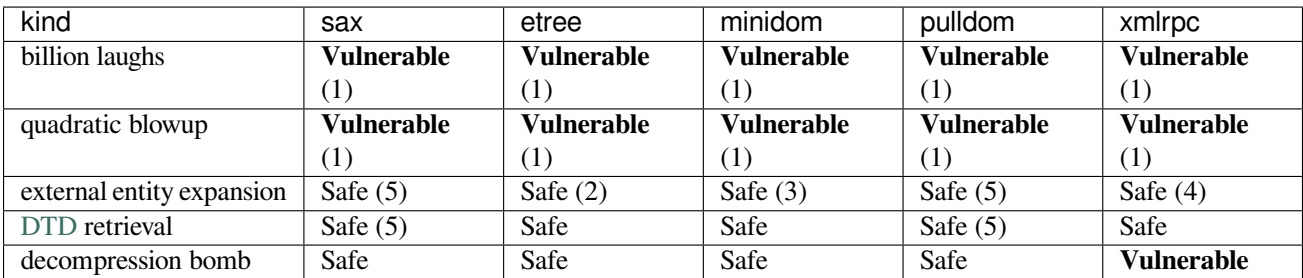 kind sax etree minidom pulldom xmlrpc
billion laughs Vulnerable Vulnerable Vulnerable Vulnerable Vulnerable
(1) (1) (1) (1) (1)
quadratic blowup Vulnerable Vulnerable Vulnerable Vulnerable Vulnerable
(1) (1) (1) (1) (1)
external entity expansion Safe (5) Safe (2) Safe (3) Safe (5) Safe (4)
DTD retrieval Safe (5) Safe Safe Safe (5) Safe
decompression bomb Safe Safe Safe Safe Vulnerable